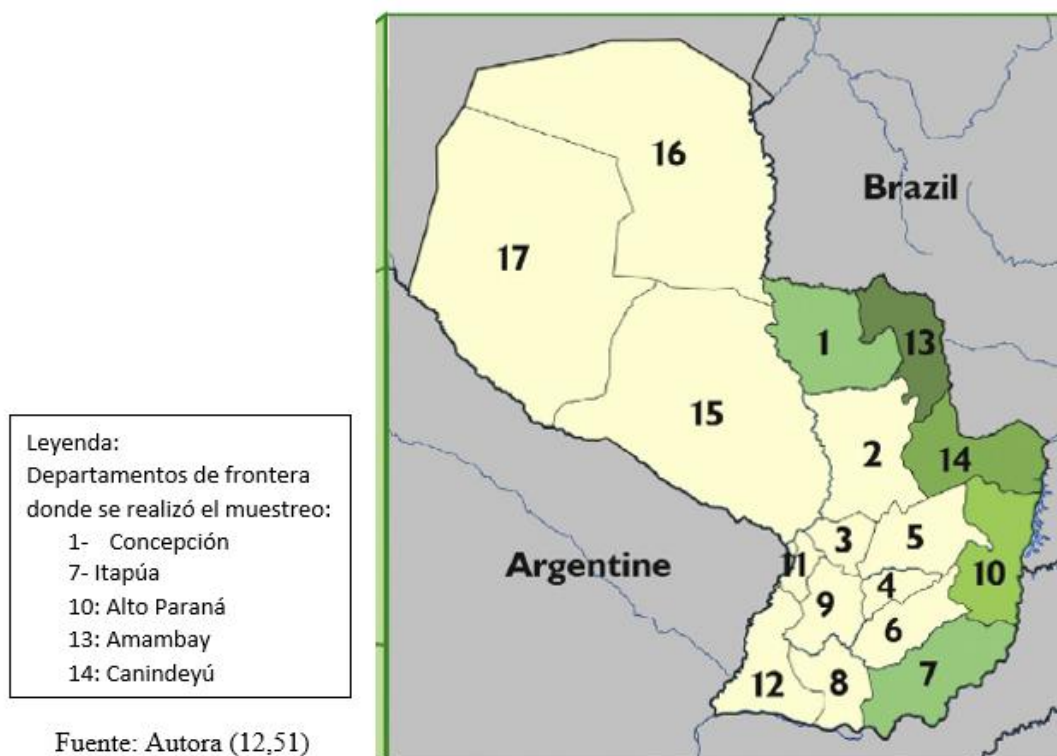 Leyenda:
Departamentos de frontera
donde se realizó el muestreo:
1- Concepción
7- Itapúa
10: Alto Paraná
13: Amambay
14: Canindeyú
Fuente: Autora (12,51)
16
Brazil
17
1
13
15
2
14
3
5
Argentine
11
10
4
9
6
7
12
8